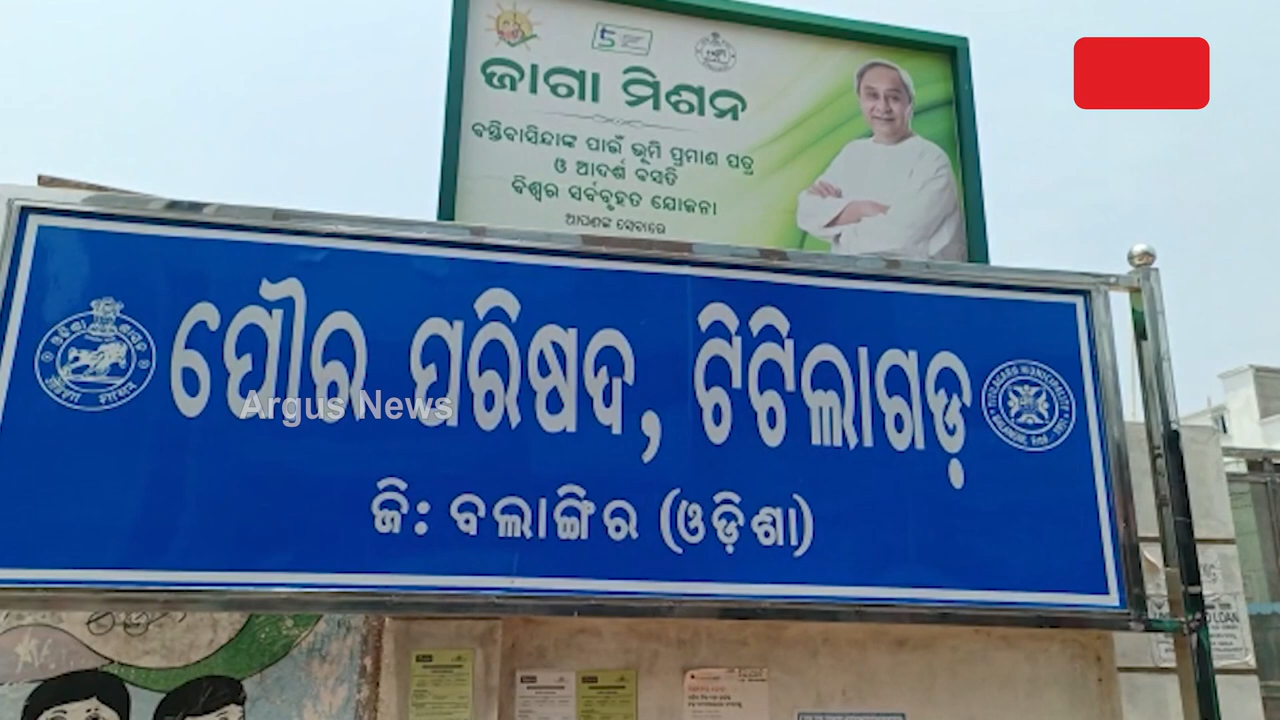 ଜାଗା ମିଶନ
ବସ୍ତିବାସିନ୍ଦାଙ୍କ ପାଇଁ ଭୂମି ପ୍ରମାଣ ପତ୍ର
ଓ ଆଦର୍ଶ ବସତି
ବିଶ୍ୱର ସର୍ବବୃହତ ଯୋଜନା
ଆପଣଙ୍କ ସେବାରେ
ପୌର ପରିଷଦ, ଟିଟିଲାଗଡ଼
Argus News
ଜି: ବଲାଙ୍ଗିର (ଓଡ଼ିଶା)
LOAN